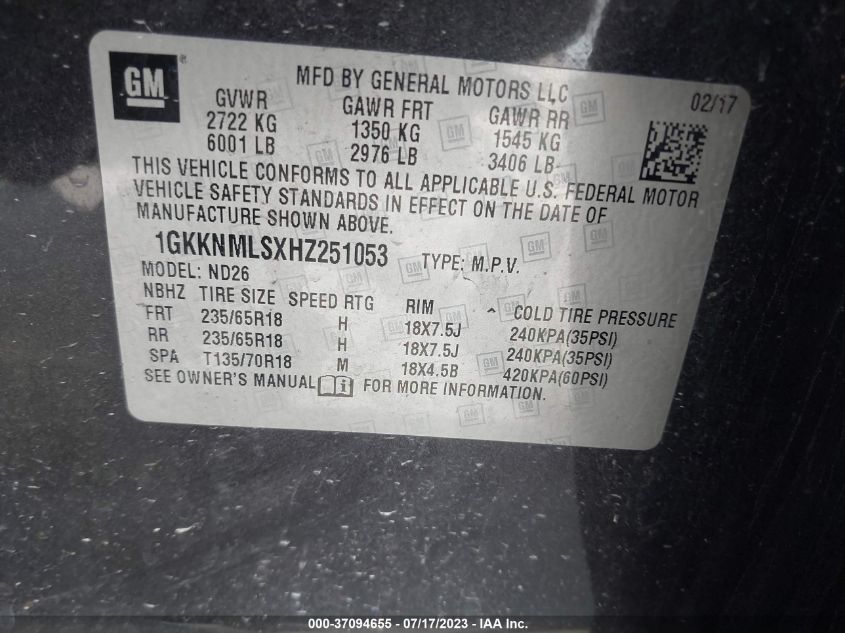 GM ®
MFD BY GENERAL MOTORS LLC
02/17
GVWR GAWR FRT GAWR RR
2722 KG 1350 KG 1545 KG
6001 LB 2976 LB 3406 LB
THIS VEHICLE CONFORMS TO ALL APPLICABLE U.S. FEDERAL MOTOR
VEHICLE SAFETY STANDARDS IN EFFECT ON THE DATE OF
MANUFACTURE SHOWN ABOVE.
1GKKNMLSXHZ251053 TYPE: M.P.V.
MODEL: ND26
NBHZ TIRE SIZE SPEED RTG RIM COLD TIRE PRESSURE
FRT 235/65R18 H 18X7.5J 240KPA(35PSI)
RR 235/65R18 H 18X7.5J 240KPA(35PSI)
SPA T135/70R18 M 18X4.5B 420KPA(60PSI)
SEE OWNER'S MANUAL FOR MORE INFORMATION.
000-37094655 - 07/17/2023 - IAA Inc.